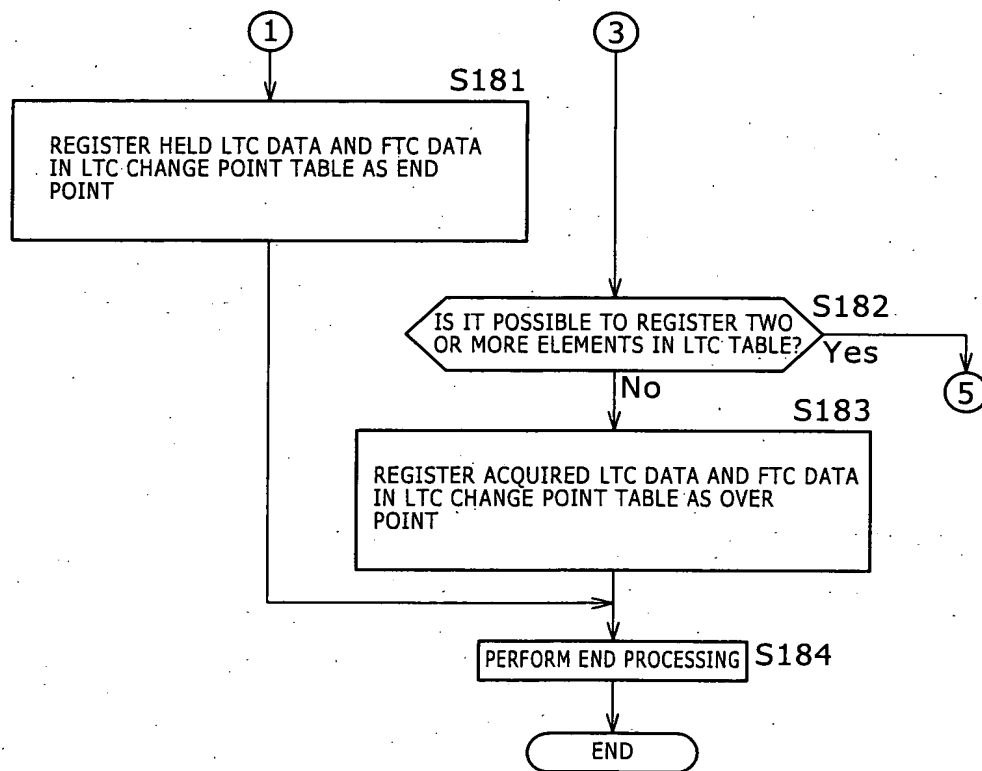 1
3
S181
REGISTER HELD LTC DATA AND FTC DATA
IN LTC CHANGE POINT TABLE AS END
POINT
S182
IS IT POSSIBLE TO REGISTER TWO
OR MORE ELEMENTS IN LTC TABLE?
Yes
5
No
S183
REGISTER ACQUIRED LTC DATA AND FTC DATA
IN LTC CHANGE POINT TABLE AS OVER
POINT
PERFORM END PROCESSING
S184
END